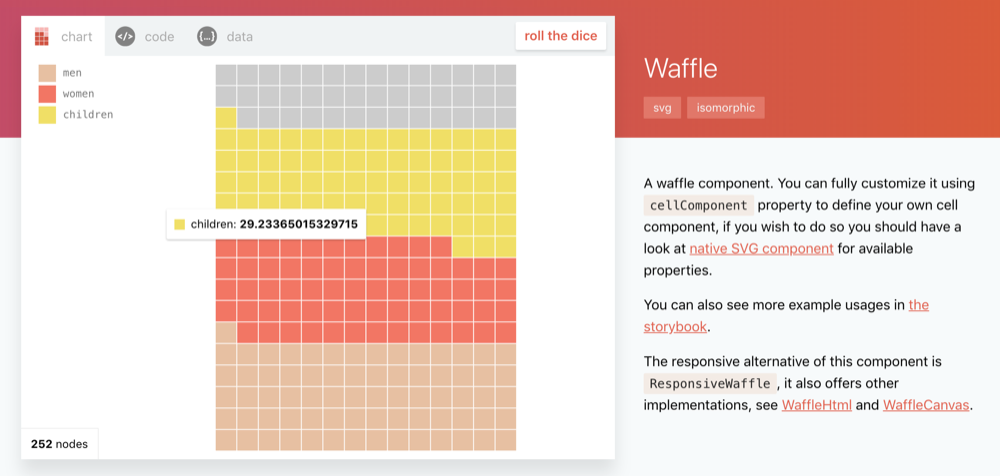 chart
</> code
{...} data
roll the dice
men
women
children
children: 29.23365015329715
252 nodes
Waffle
svg isomorphic
A waffle component. You can fully customize it using
cellComponent property to define your own cell
component, if you wish to do so you should have a
look at native SVG component for available
properties.
You can also see more example usages in the
storybook.
The responsive alternative of this component is
ResponsiveWaffle , it also offers other
implementations, see WaffleHtml and WaffleCanvas.